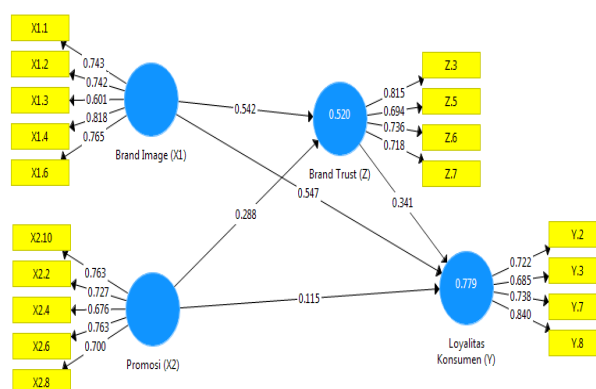 X1.1
X1.2
X1.3
X1.4
X1.6
0.743
0.742
0.601
0.818
0.765
Brand Image (X1)
0.542
0.520
Brand Trust (Z)
0.815
0.694
0.736
0.718
Z.3
Z.5
Z.6
Z.7
0.547
0.288
0.341
0.115
X2.10
X2.2
X2.4
X2.6
X2.8
0.763
0.727
0.676
0.763
0.700
Promosi (X2)
0.779
Loyalitas
Konsumen (Y)
0.722
0.685
0.738
0.840
Y.2
Y.3
Y.7
Y.8